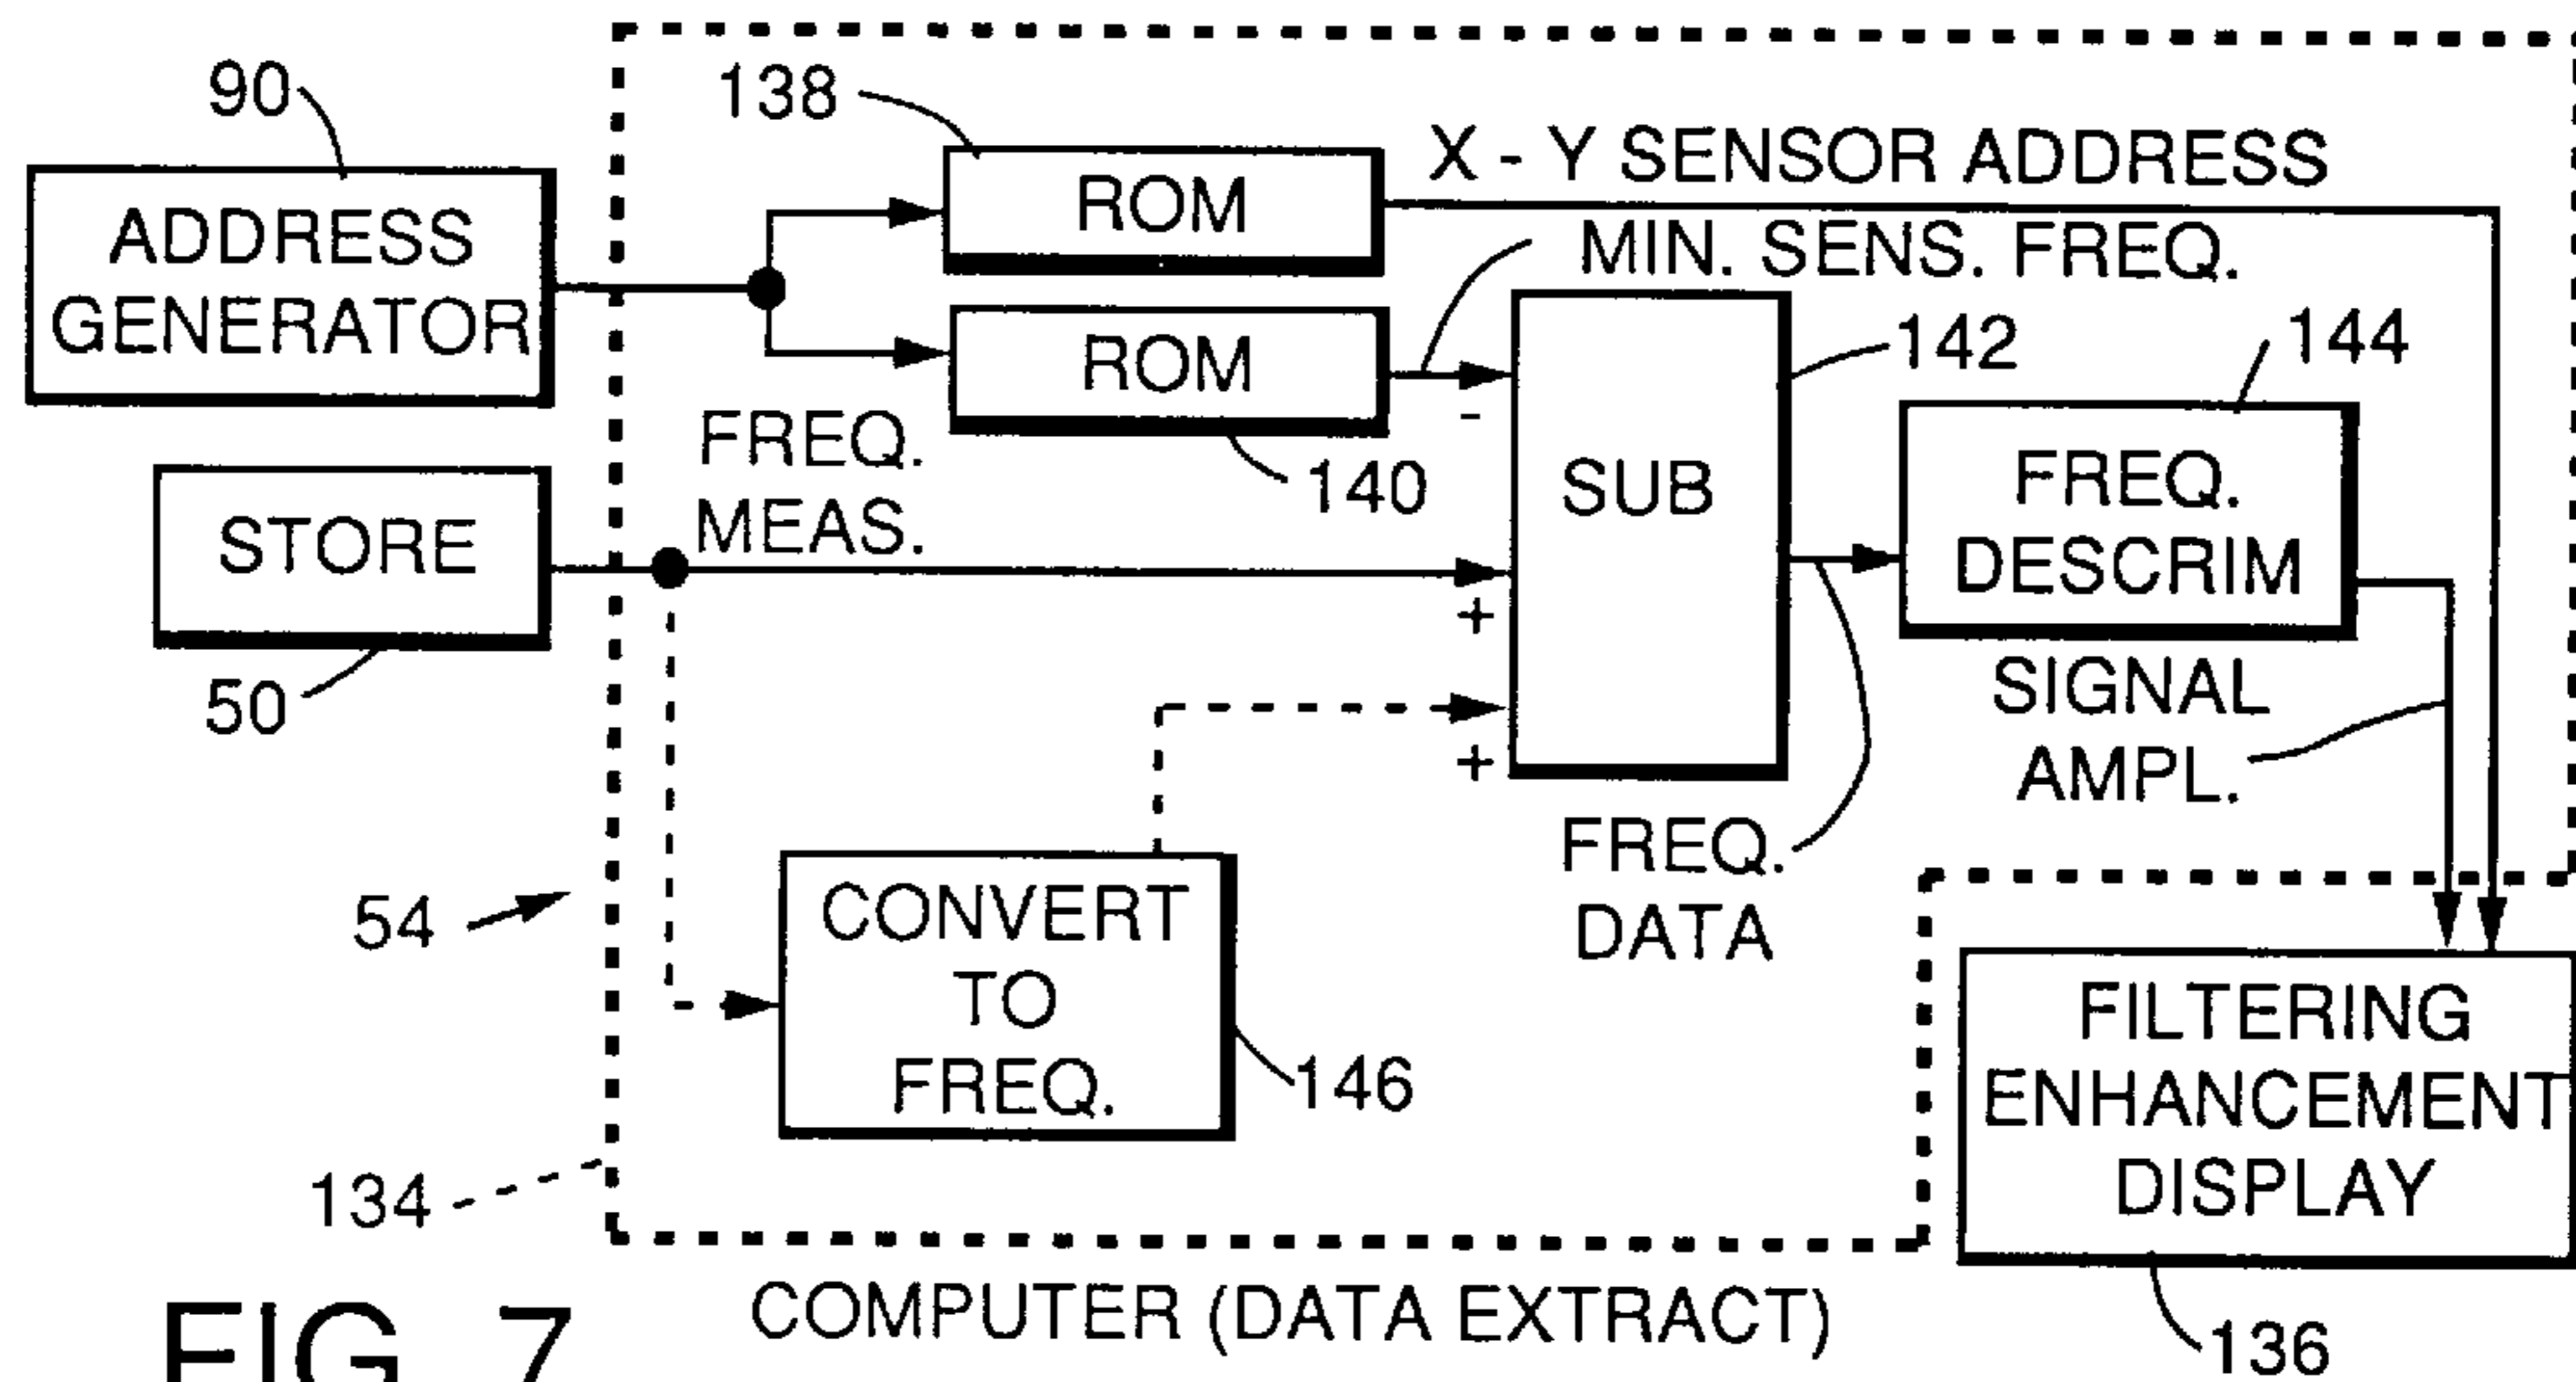 90
138
ADDRESS
GENERATOR
ROM
X - Y SENSOR ADDRESS
MIN. SENS. FREQ.
ROM
-
142
144
FREQ.
MEAS.
140
SUB
FREQ.
DESCRIM
STORE
50
+
+
SIGNAL
AMPL.
FREQ.
DATA
54
CONVERT
TO
FREQ.
146
FILTERING
ENHANCEMENT
DISPLAY
134
COMPUTER (DATA EXTRACT)
136
FIG. 7